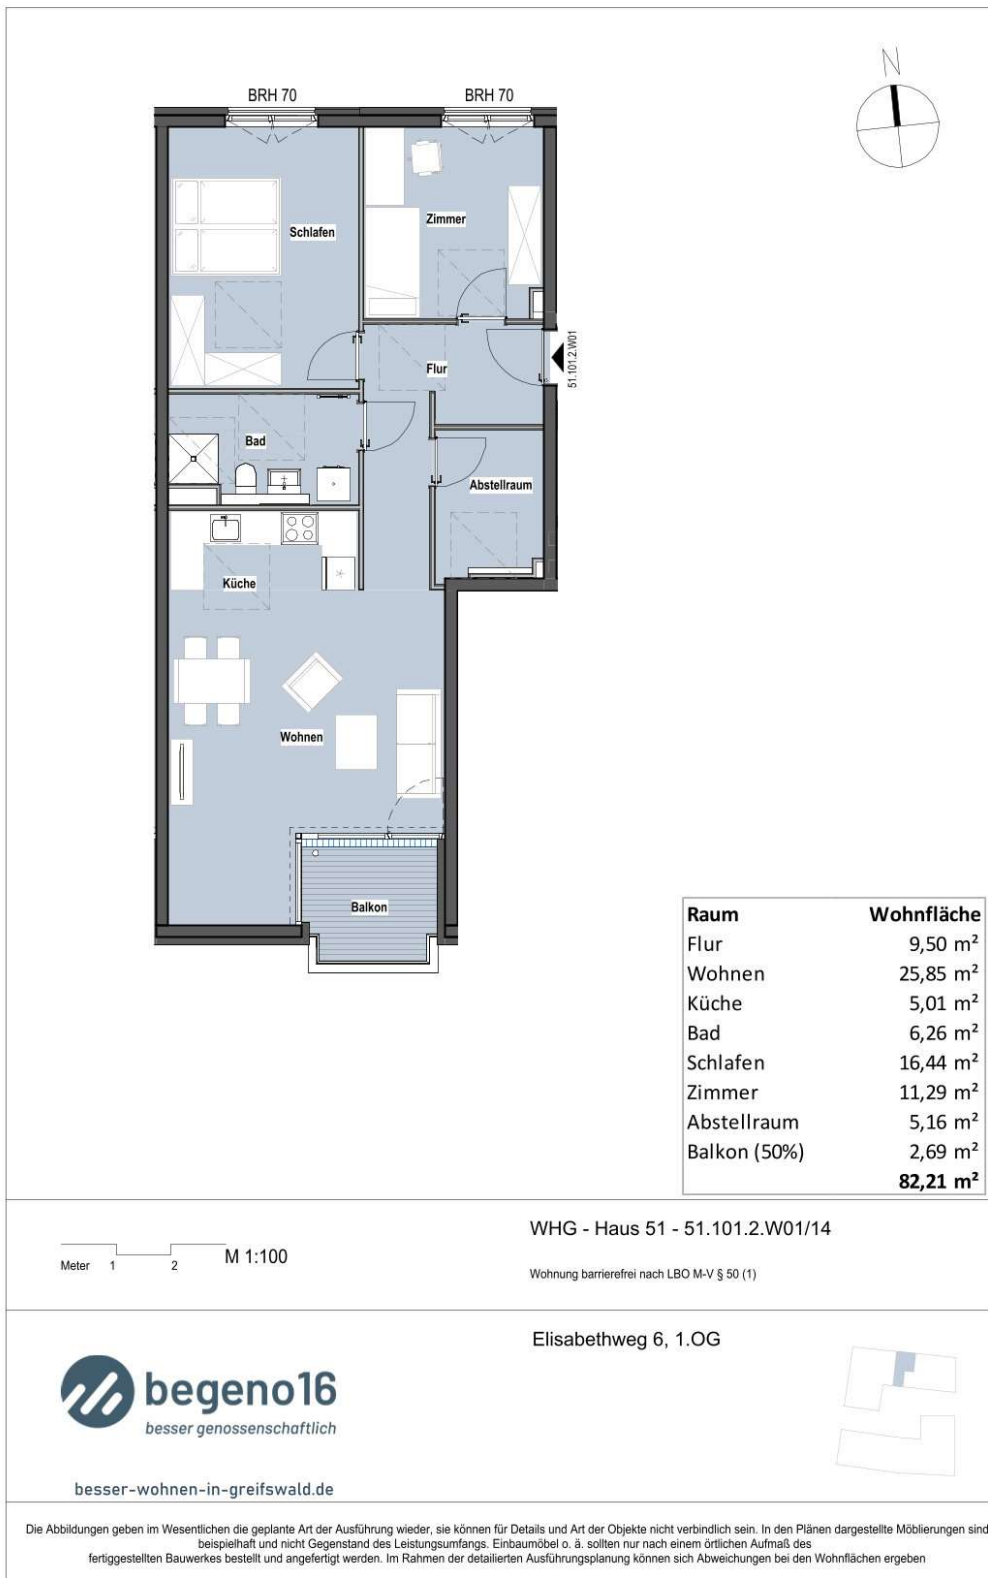 BRH 70 BRH 70
N
Schlafen
Zimmer
Flur
51.101.2.W01
Bad
Abstellraum
Küche
Wohnen
Balkon
Raum Wohnfläche
Flur 9,50 m²
Wohnen 25,85 m²
Küche 5,01 m²
Bad 6,26 m²
Schlafen 16,44 m²
Zimmer 11,29 m²
Abstellraum 5,16 m²
Balkon (50%) 2,69 m²
82,21 m²
Meter 1 2 M 1:100
WHG - Haus 51 - 51.101.2.W01/14
Wohnung barrierefrei nach LBO M-V § 50 (1)
Elisabethweg 6, 1.OG
begeno16
besser genossenschaftlich
besser-wohnen-in-greifswald.de
Die Abbildungen geben im Wesentlichen die geplante Art der Ausführung wieder, sie können für Details und Art der Objekte nicht verbindlich sein. In den Plänen dargestellte Möblierungen sind
beispielhaft und nicht Gegenstand des Leistungsumfangs. Einbaumöbel o. ä. sollten nur nach einem örtlichen Aufmaß des
fertiggestellten Bauwerkes bestellt und angefertigt werden. Im Rahmen der detailierten Ausführungsplanung können sich Abweichungen bei den Wohnflächen ergeben